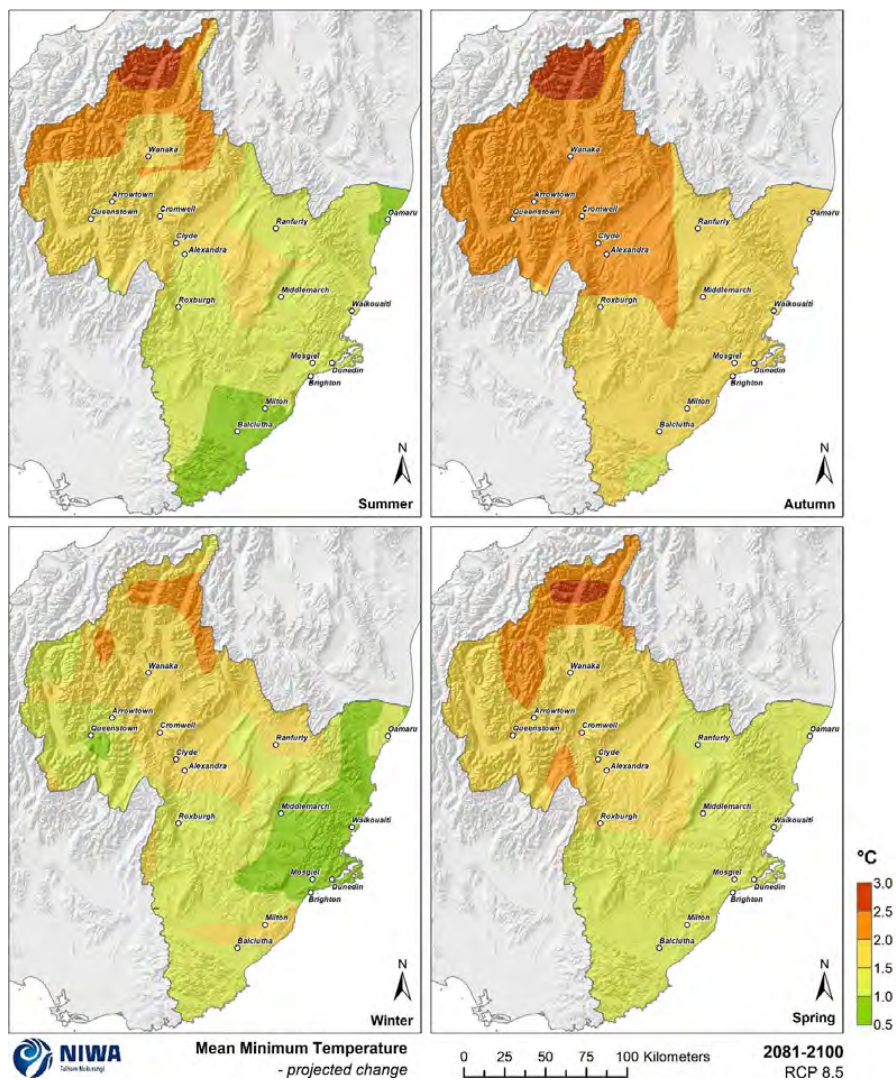 Wanaka
Arrowtown
Queenstown
Cromwell
Clyde
Alexandra
Ranfurly
Oamaru
Roxburgh
Middlemarch
Waikouaiti
Mosgiel
Dunedin
Brighton
Milton
Balclutha
N
Summer
Wanaka
Arrowtown
Queenstown
Cromwell
Clyde
Alexandra
Ranfurly
Oamaru
Roxburgh
Middlemarch
Waikouaiti
Mosgiel
Dunedin
Brighton
Milton
Balclutha
N
Autumn
Wanaka
Arrowtown
Queenstown
Cromwell
Clyde
Alexandra
Ranfurly
Oamaru
Roxburgh
Middlemarch
Waikouaiti
Mosgiel
Dunedin
Brighton
Milton
Balclutha
N
Winter
Wanaka
Arrowtown
Queenstown
Cromwell
Clyde
Alexandra
Ranfurly
Oamaru
Roxburgh
Middlemarch
Waikouaiti
Mosgiel
Dunedin
Brighton
Milton
Balclutha
N
Spring
°C
3.0
2.5
2.0
1.5
1.0
0.5
NIWA
Taihoro Nukurangi
Mean Minimum Temperature
- projected change
0 25 50 75 100 Kilometers
2081-2100
RCP 8.5